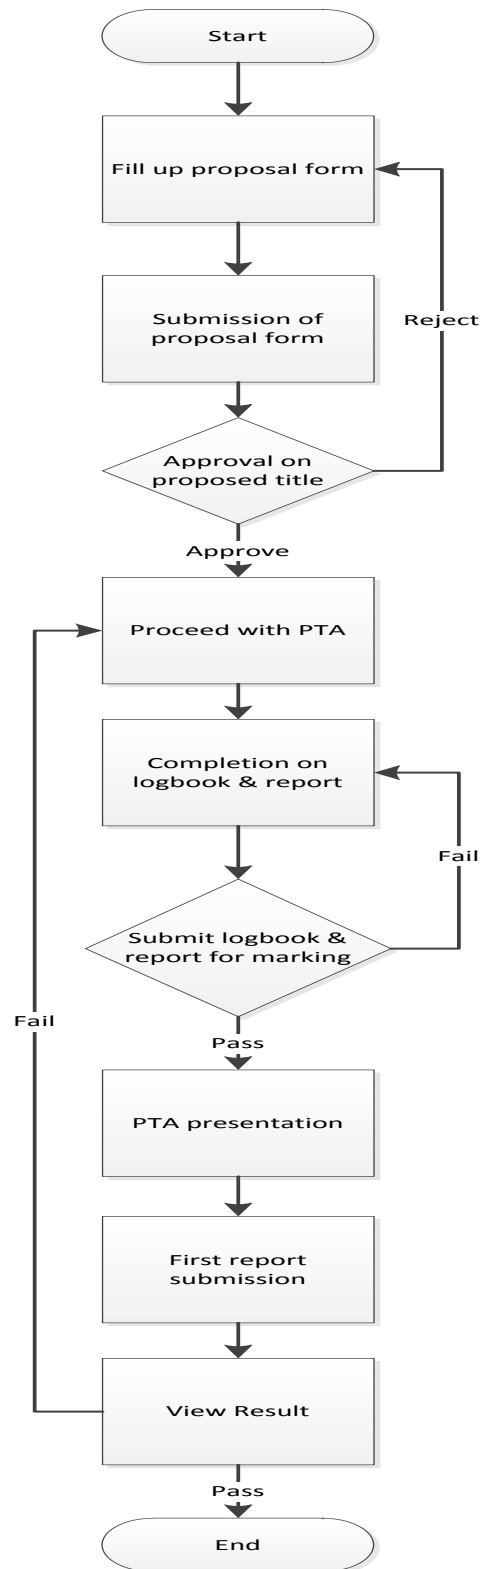 Start
Fill up proposal form
Submission of
proposal form
Reject
Approval on
proposed title
Approve
Proceed with PTA
Completion on
logbook & report
Fail
Submit logbook &
report for marking
Fail
Pass
PTA presentation
First report
submission
View Result
Pass
End